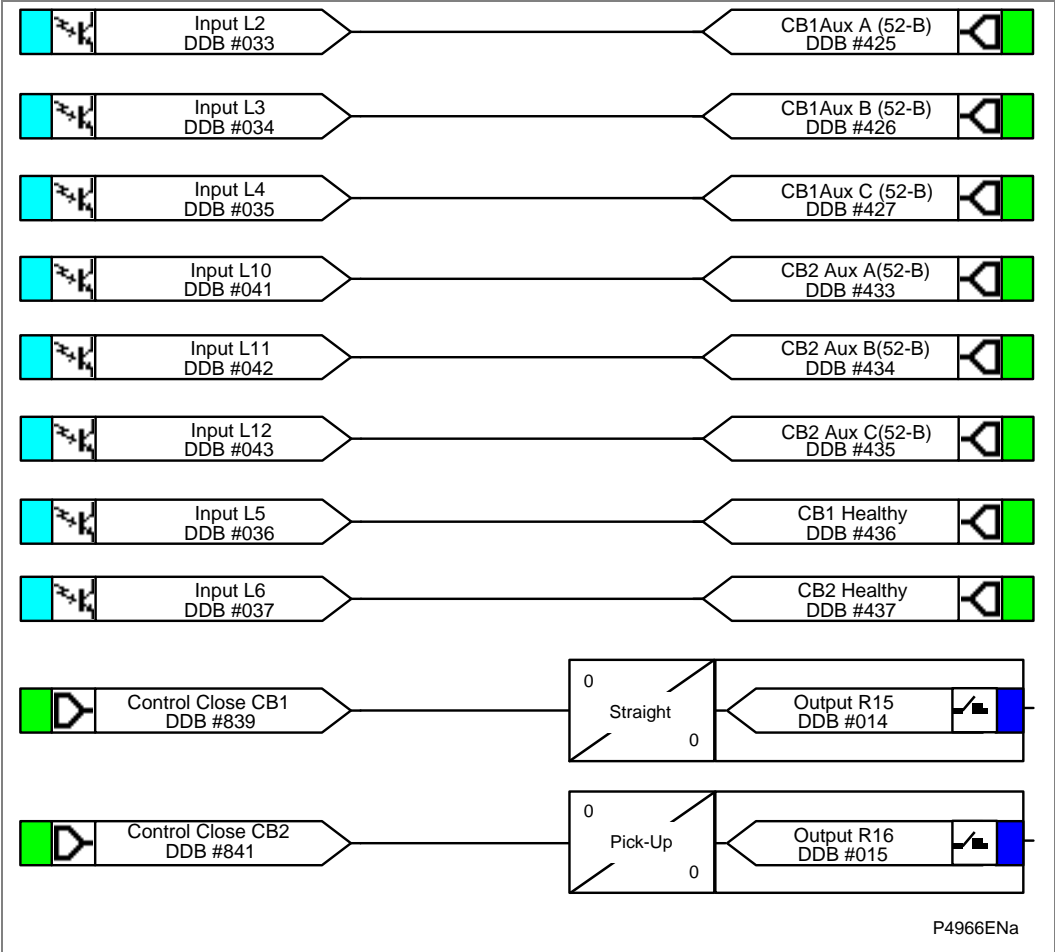 Input L2
DDB #033
CB1Aux A (52-B)
DDB #425
Input L3
DDB #034
CB1Aux B (52-B)
DDB #426
Input L4
DDB #035
CB1Aux C (52-B)
DDB #427
Input L10
DDB #041
CB2 Aux A(52-B)
DDB #433
Input L11
DDB #042
CB2 Aux B(52-B)
DDB #434
Input L12
DDB #043
CB2 Aux C(52-B)
DDB #435
Input L5
DDB #036
CB1 Healthy
DDB #436
Input L6
DDB #037
CB2 Healthy
DDB #437
Control Close CB1
DDB #839
0
Straight
0
Output R15
DDB #014
Control Close CB2
DDB #841
0
Pick-Up
0
Output R16
DDB #015
P4966ENa